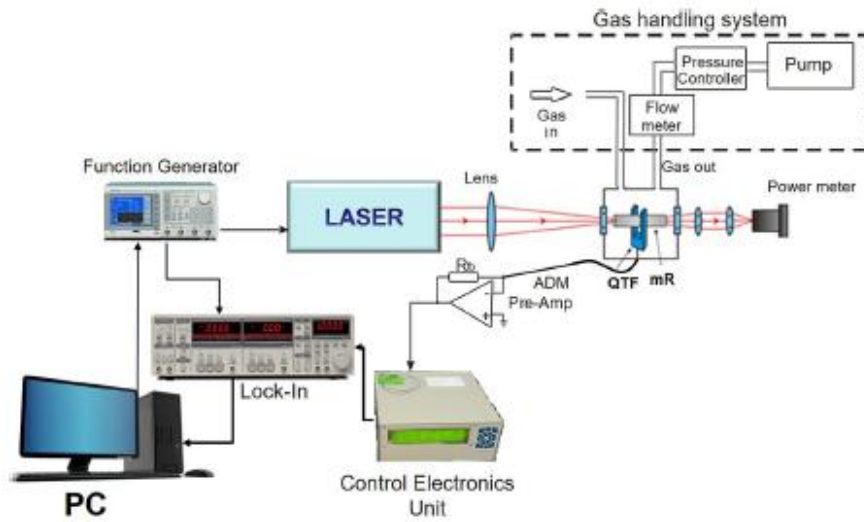 Gas handling system
Pressure
Controller
Pump
Gas
in
Flow
meter
Gas out
Function Generator
Lens
Power meter
LASER
QTF
mR
ADM
Pre-Amp
Lock-In
PC
Control Electronics
Unit